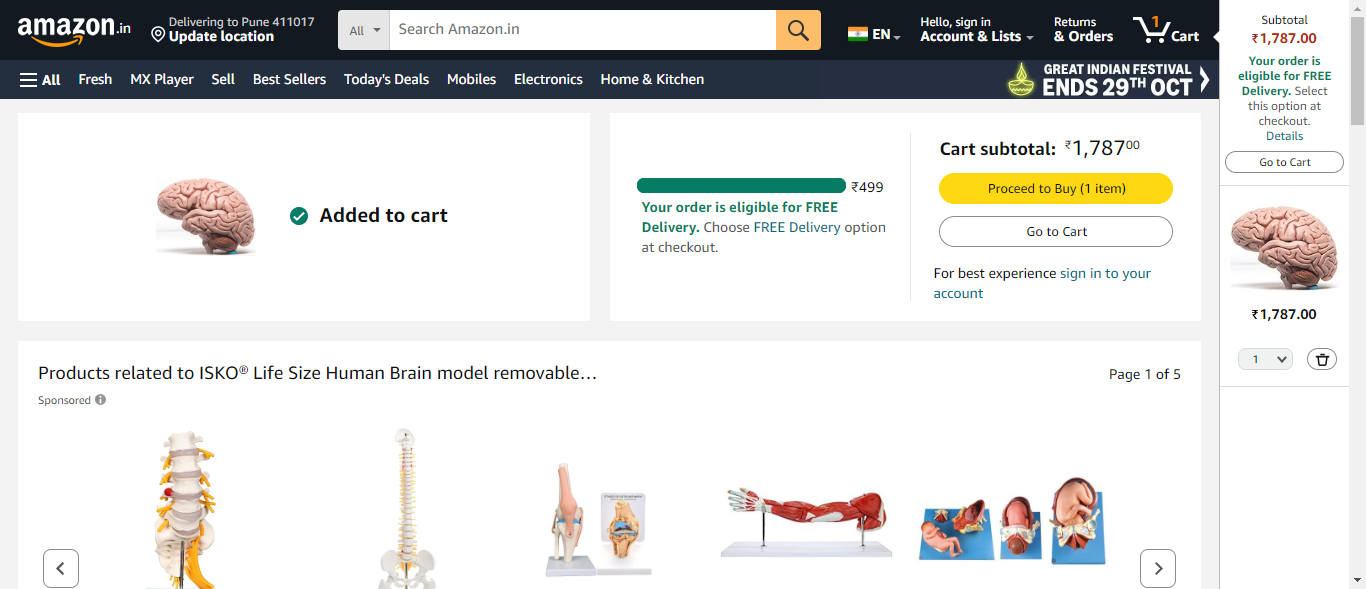 amazon.in
Delivering to Pune 411017
Update location
All
Search Amazon.in
EN
Hello, sign in
Account & Lists
Returns
& Orders
1
Cart
All
Fresh
MX Player
Sell
Best Sellers
Today's Deals
Mobiles
Electronics
Home & Kitchen
GREAT INDIAN FESTIVAL
ENDS 29TH OCT
Added to cart
₹499
Your order is eligible for FREE
Delivery. Choose FREE Delivery option
at checkout.
Cart subtotal: ₹1,78700
Proceed to Buy (1 item)
Go to Cart
For best experience sign in to your
account
Products related to ISKO® Life Size Human Brain model removable…
Page 1 of 5
Sponsored
Subtotal
₹1,787.00
Your order is
eligible for FREE
Delivery. Select
this option at
checkout.
Details
Go to Cart
₹1,787.00
1